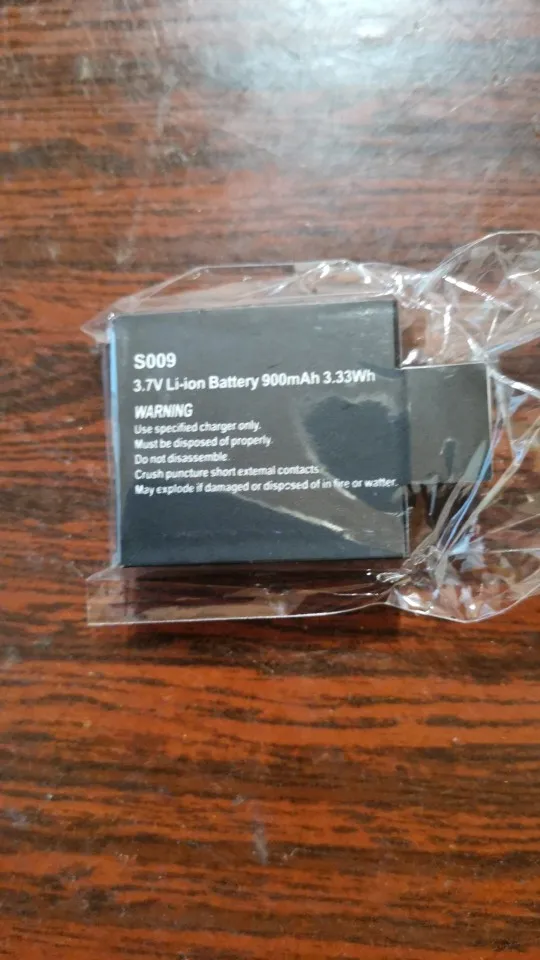 S009
3.7V Li-ion Battery 900mAh 3.33Wh
WARNING
Use specified charger only.
Must be disposed of properly.
Do not disassemble.
Crush puncture short external contacts.
May explode if damaged or disposed of in fire or watter.